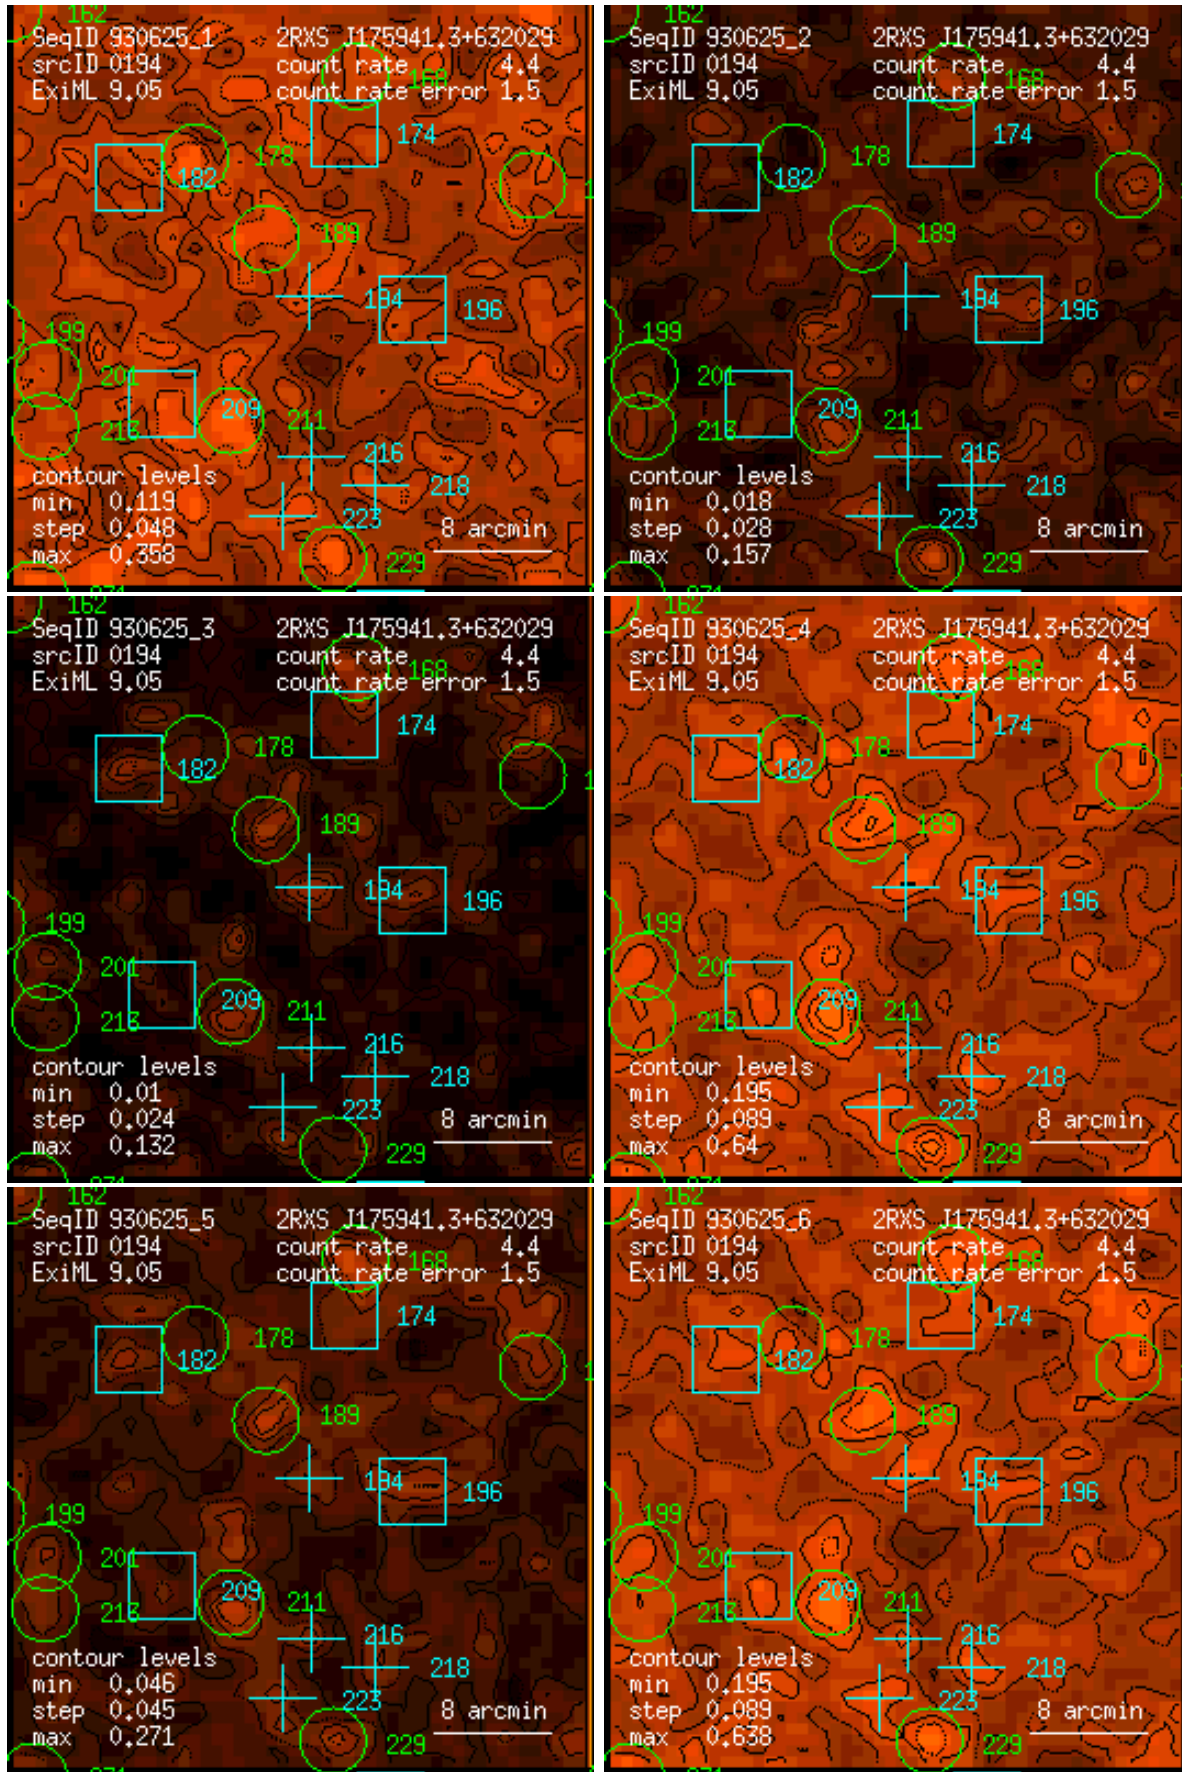 162
SeqID 930625_1 2RXS J175941.3+632029
srcID 0194 count rate 4.4
ExiML 9.05 count rate error 1.5
168
174
178
182
189
194
196
199
201
209
211
213
216
218
223
229
contour levels
min 0.119
step 0.048
max 0.358
8 arcmin
271
162
SeqID 930625_2 2RXS J175941.3+632029
srcID 0194 count rate 4.4
ExiML 9.05 count rate error 1.5
168
174
178
182
189
194
196
199
201
209
211
213
216
218
223
229
contour levels
min 0.018
step 0.028
max 0.157
8 arcmin
162
SeqID 930625_3 2RXS J175941.3+632029
srcID 0194 count rate 4.4
ExiML 9.05 count rate error 1.5
168
174
178
182
189
194
196
199
201
209
211
213
216
218
223
229
contour levels
min 0.01
step 0.024
max 0.132
8 arcmin
162
SeqID 930625_4 2RXS J175941.3+632029
srcID 0194 count rate 4.4
ExiML 9.05 count rate error 1.5
168
174
178
182
189
194
196
199
201
209
211
213
216
218
223
229
contour levels
min 0.195
step 0.089
max 0.64
8 arcmin
162
SeqID 930625_5 2RXS J175941.3+632029
srcID 0194 count rate 4.4
ExiML 9.05 count rate error 1.5
168
174
178
182
189
194
196
199
201
209
211
213
216
218
223
229
contour levels
min 0.046
step 0.045
max 0.271
8 arcmin
162
SeqID 930625_6 2RXS J175941.3+632029
srcID 0194 count rate 4.4
ExiML 9.05 count rate error 1.5
168
174
178
182
189
194
196
199
201
209
211
213
216
218
223
229
contour levels
min 0.195
step 0.089
max 0.638
8 arcmin